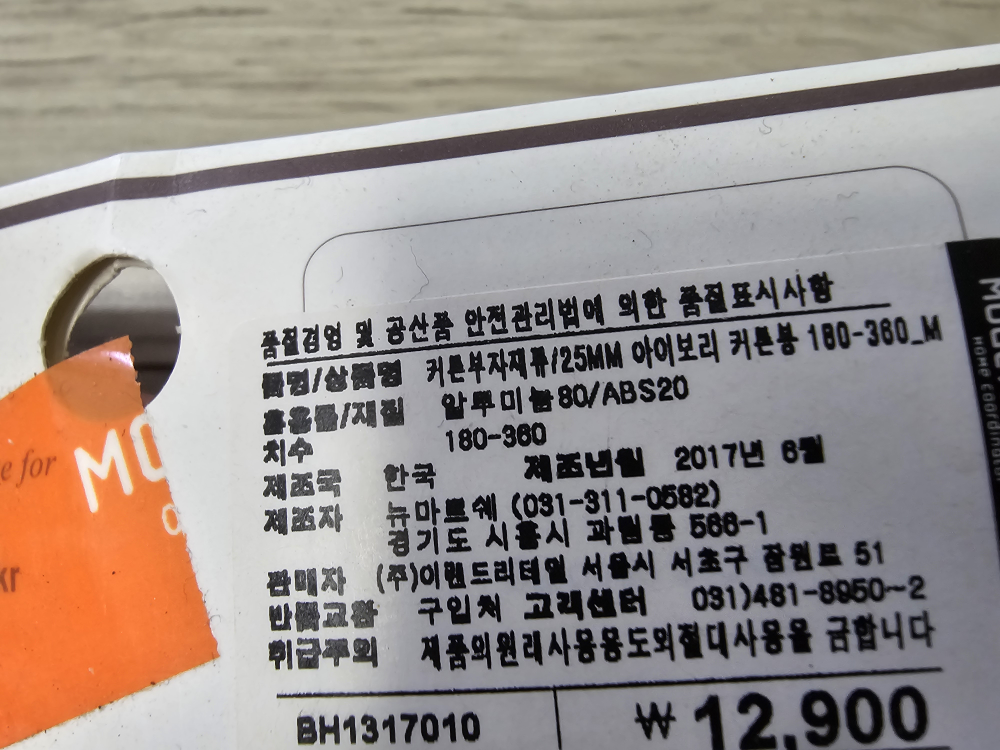 품질경영 및 공산품 안전관리법에 의한 품질표시사항
품명/상품명 커튼부자재류/25MM 아이보리 커튼봉 180-360_M
혼용률/재질 알루미늄80/ABS20
치수 180-360
제조국 한국 제조년월 2017년 6월
제조자 뉴마르쉐 (031-311-0582)
경기도 시흥시 과림동 566-1
판매자 (주)이랜드리테일 서울시 서초구 잠원로 51
반품교환 구입처 고객센터 031)481-8950~2
취급주의 제품의원래사용용도외절대사용을 금합니다
BH1317010 ₩12,900
e for
MO
kr
HOME Coordi